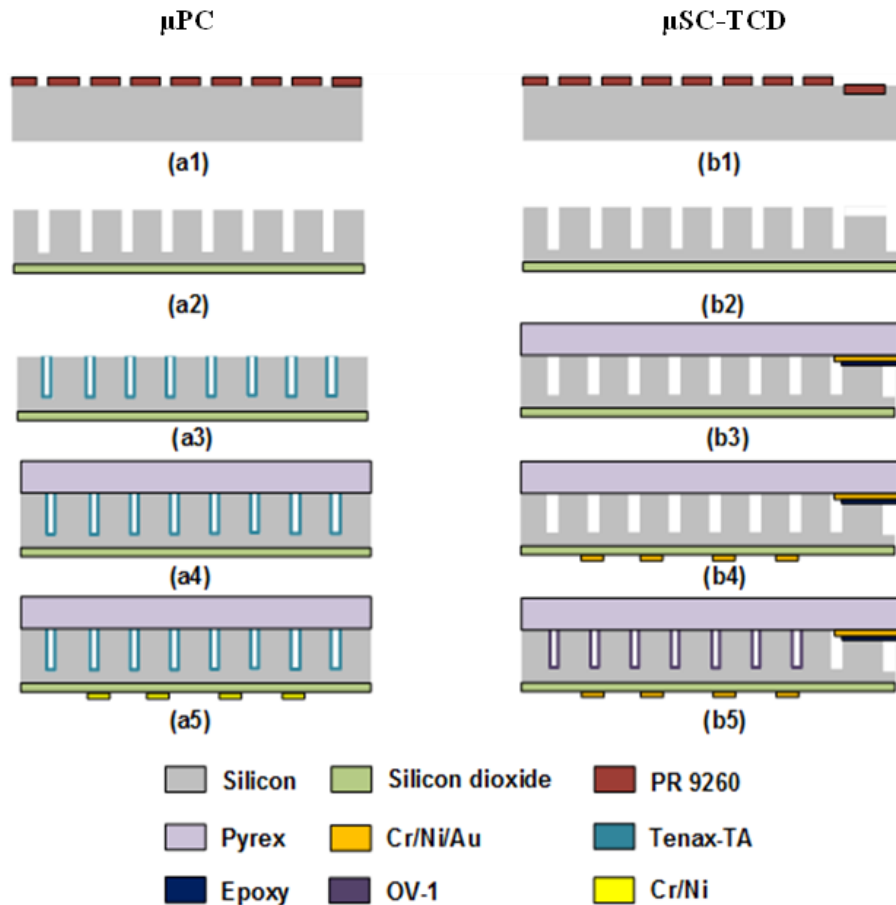 μPC
μSC-TCD
(a1)
(b1)
(a2)
(b2)
(a3)
(b3)
(a4)
(b4)
(a5)
(b5)
Silicon
Silicon dioxide
PR 9260
Pyrex
Cr/Ni/Au
Tenax-TA
Epoxy
OV-1
Cr/Ni